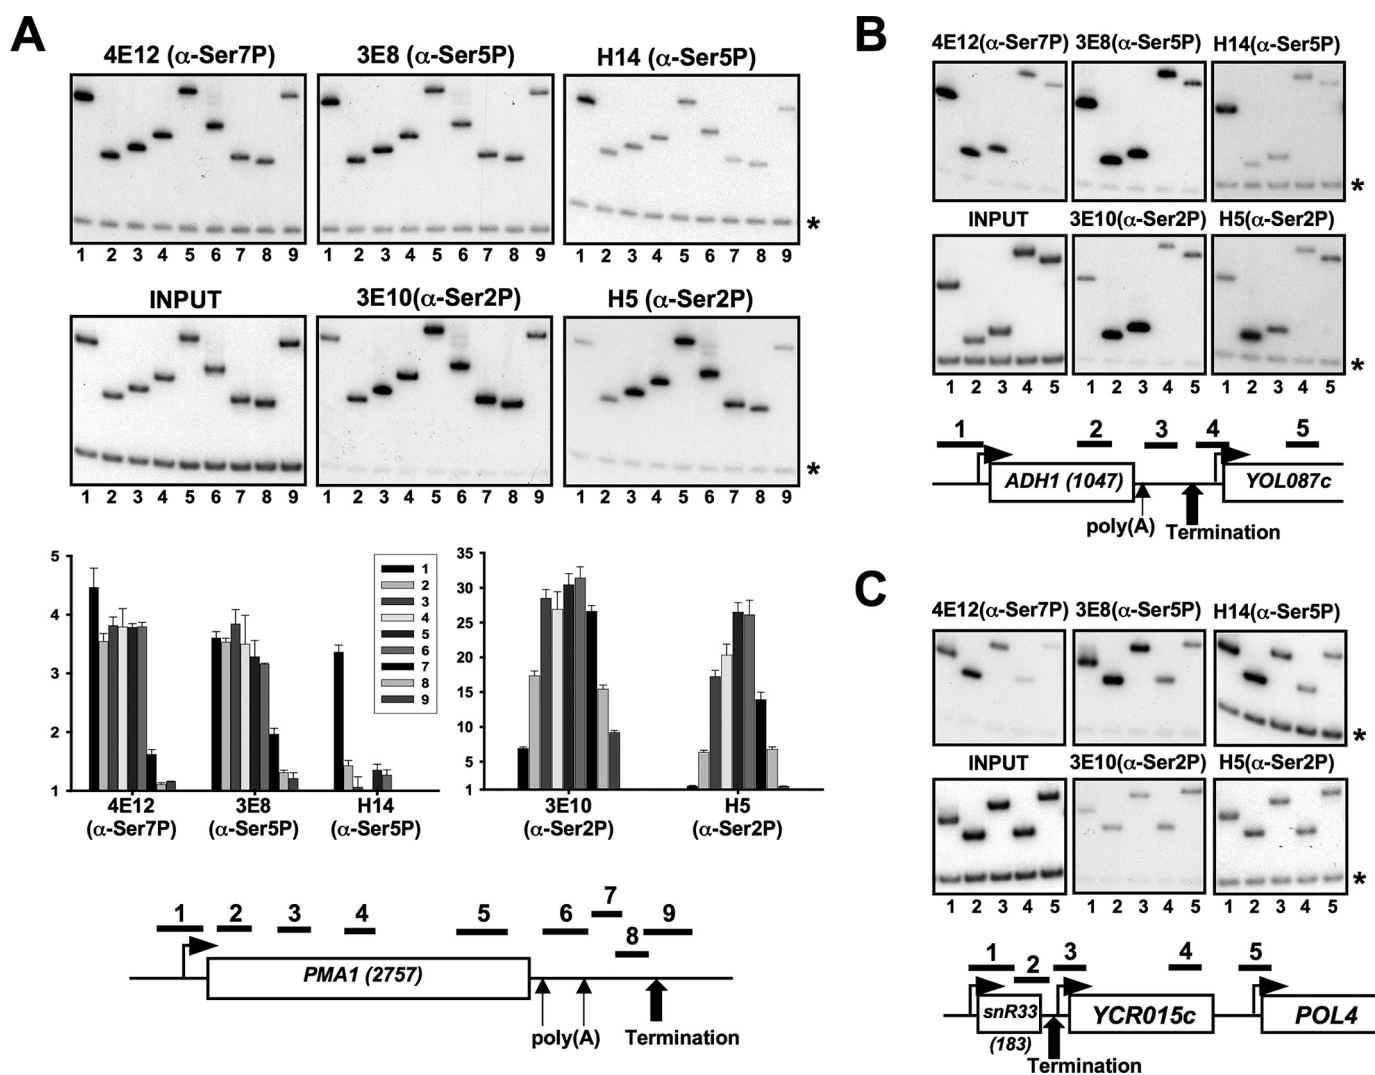 A
4E12 (α-Ser7P) 3E8 (α-Ser5P) H14 (α-Ser5P)
*
1 2 3 4 5 6 7 8 9 1 2 3 4 5 6 7 8 9 1 2 3 4 5 6 7 8 9
INPUT 3E10(α-Ser2P) H5 (α-Ser2P)
*
1 2 3 4 5 6 7 8 9 1 2 3 4 5 6 7 8 9 1 2 3 4 5 6 7 8 9
5
4
3
2
1
1
2
3
4
5
6
7
8
9
4E12 3E8 H14
(α-Ser7P) (α-Ser5P) (α-Ser5P)
35
30
25
20
15
10
5
1
3E10 H5
(α-Ser2P) (α-Ser2P)
7
1 2 3 4 5 6 9
8
PMA1 (2757)
poly(A) Termination
B
4E12(α-Ser7P) 3E8(α-Ser5P) H14(α-Ser5P)
*
INPUT 3E10(α-Ser2P) H5(α-Ser2P)
*
1 2 3 4 5 1 2 3 4 5 1 2 3 4 5
1 2 3 4 5
ADH1 (1047) YOL087c
poly(A) Termination
C
4E12(α-Ser7P) 3E8(α-Ser5P) H14(α-Ser5P)
*
INPUT 3E10(α-Ser2P) H5(α-Ser2P)
*
1 2 3 4 5 1 2 3 4 5 1 2 3 4 5
1 2 3 4 5
snR33 YCR015c POL4
(183)
Termination